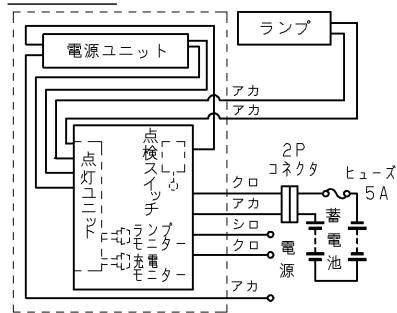 ランプ
電源ユニット
アカ
アカ
点灯ユニット
点検スイッチ
2P
コネクタ
ヒューズ
5A
クロ
アカ
シロ
クロ
ランプ
モニター
充電
モニター
電源
蓄電池
アカ